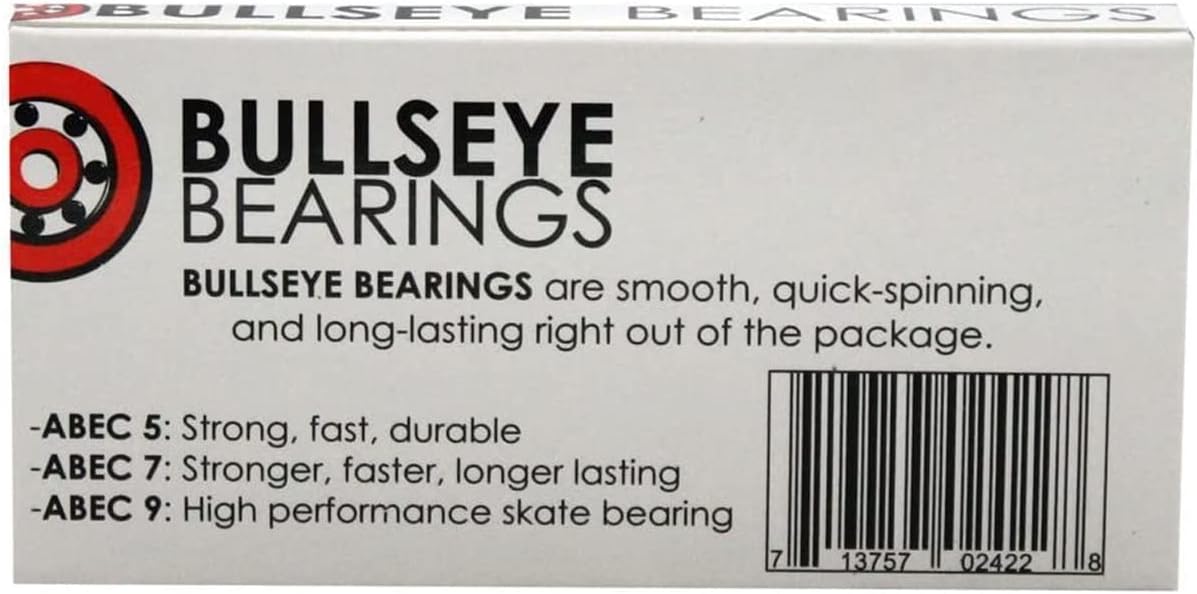 BULLSEYE BEARINGS
BULLSEYE
BEARINGS
BULLSEYE BEARINGS are smooth, quick-spinning,
and long-lasting right out of the package.
-ABEC 5: Strong, fast, durable
-ABEC 7: Stronger, faster, longer lasting
-ABEC 9: High performance skate bearing
7 13757 02422 8